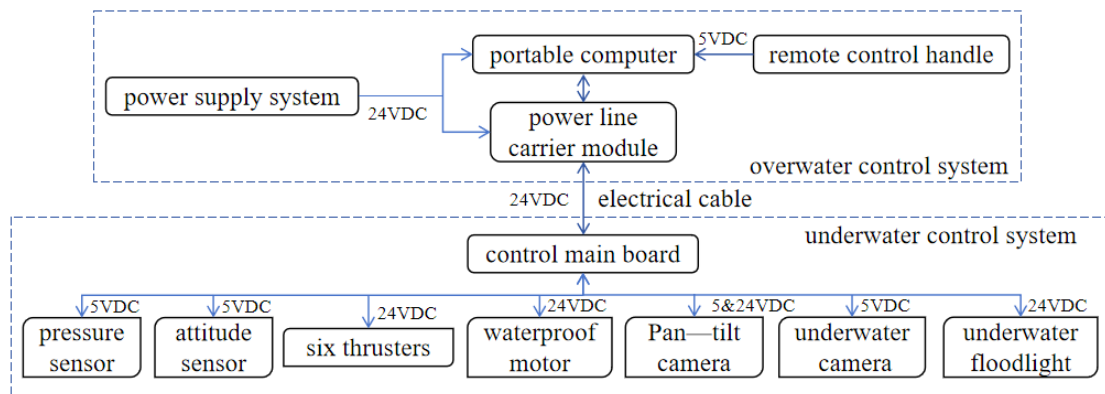 5VDC
portable computer
remote control handle
power supply system
24VDC
power line
carrier module
overwater control system
24VDC
electrical cable
underwater control system
control main board
5VDC
5VDC
24VDC
24VDC
5&24VDC
5VDC
24VDC
pressure
sensor
attitude
sensor
six thrusters
waterproof
motor
Pan—tilt
camera
underwater
camera
underwater
floodlight